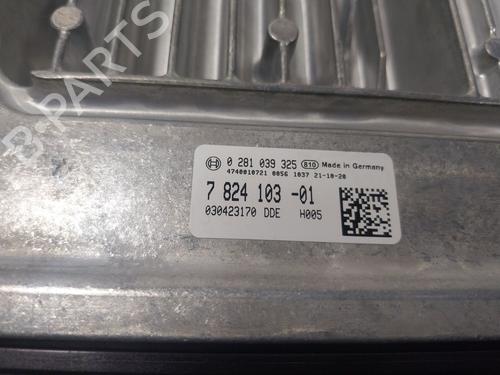 0 281 039 325 810 Made in Germany
4740010721 0056 1037 21-10-20
7 824 103 -01
030423170 DDE H005
B-PARTS